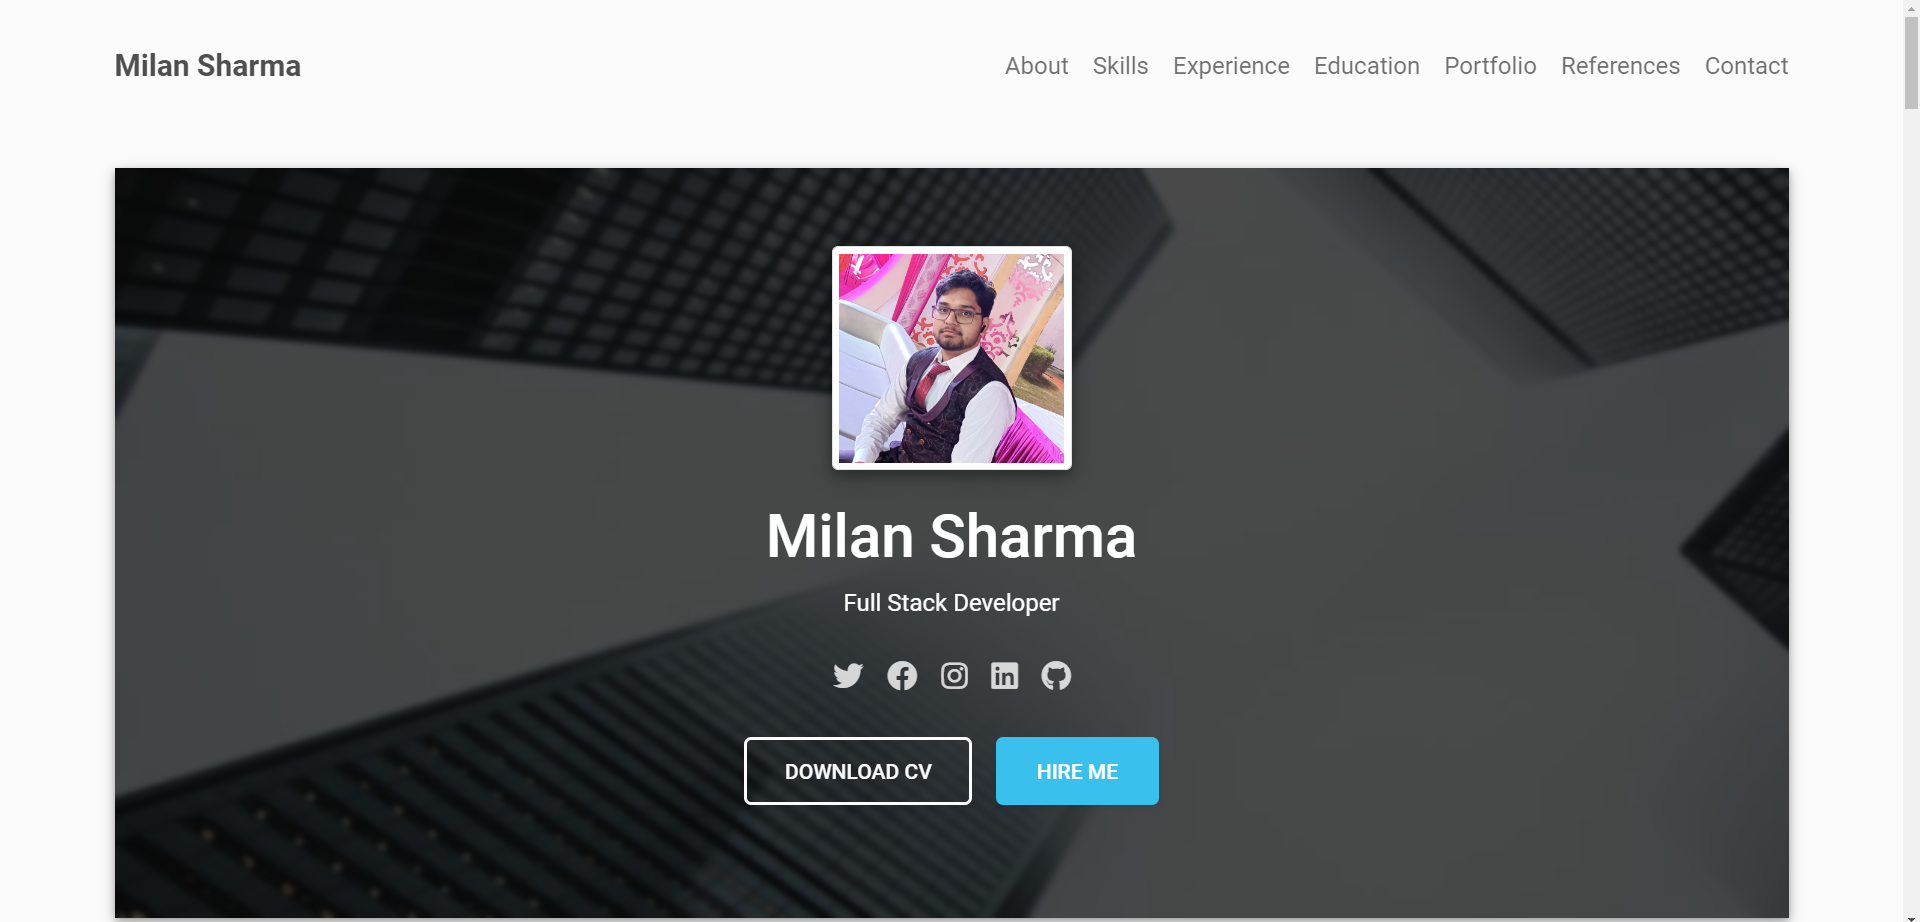 Milan Sharma
About Skills Experience Education Portfolio References Contact
Milan Sharma
Full Stack Developer
DOWNLOAD CV
HIRE ME